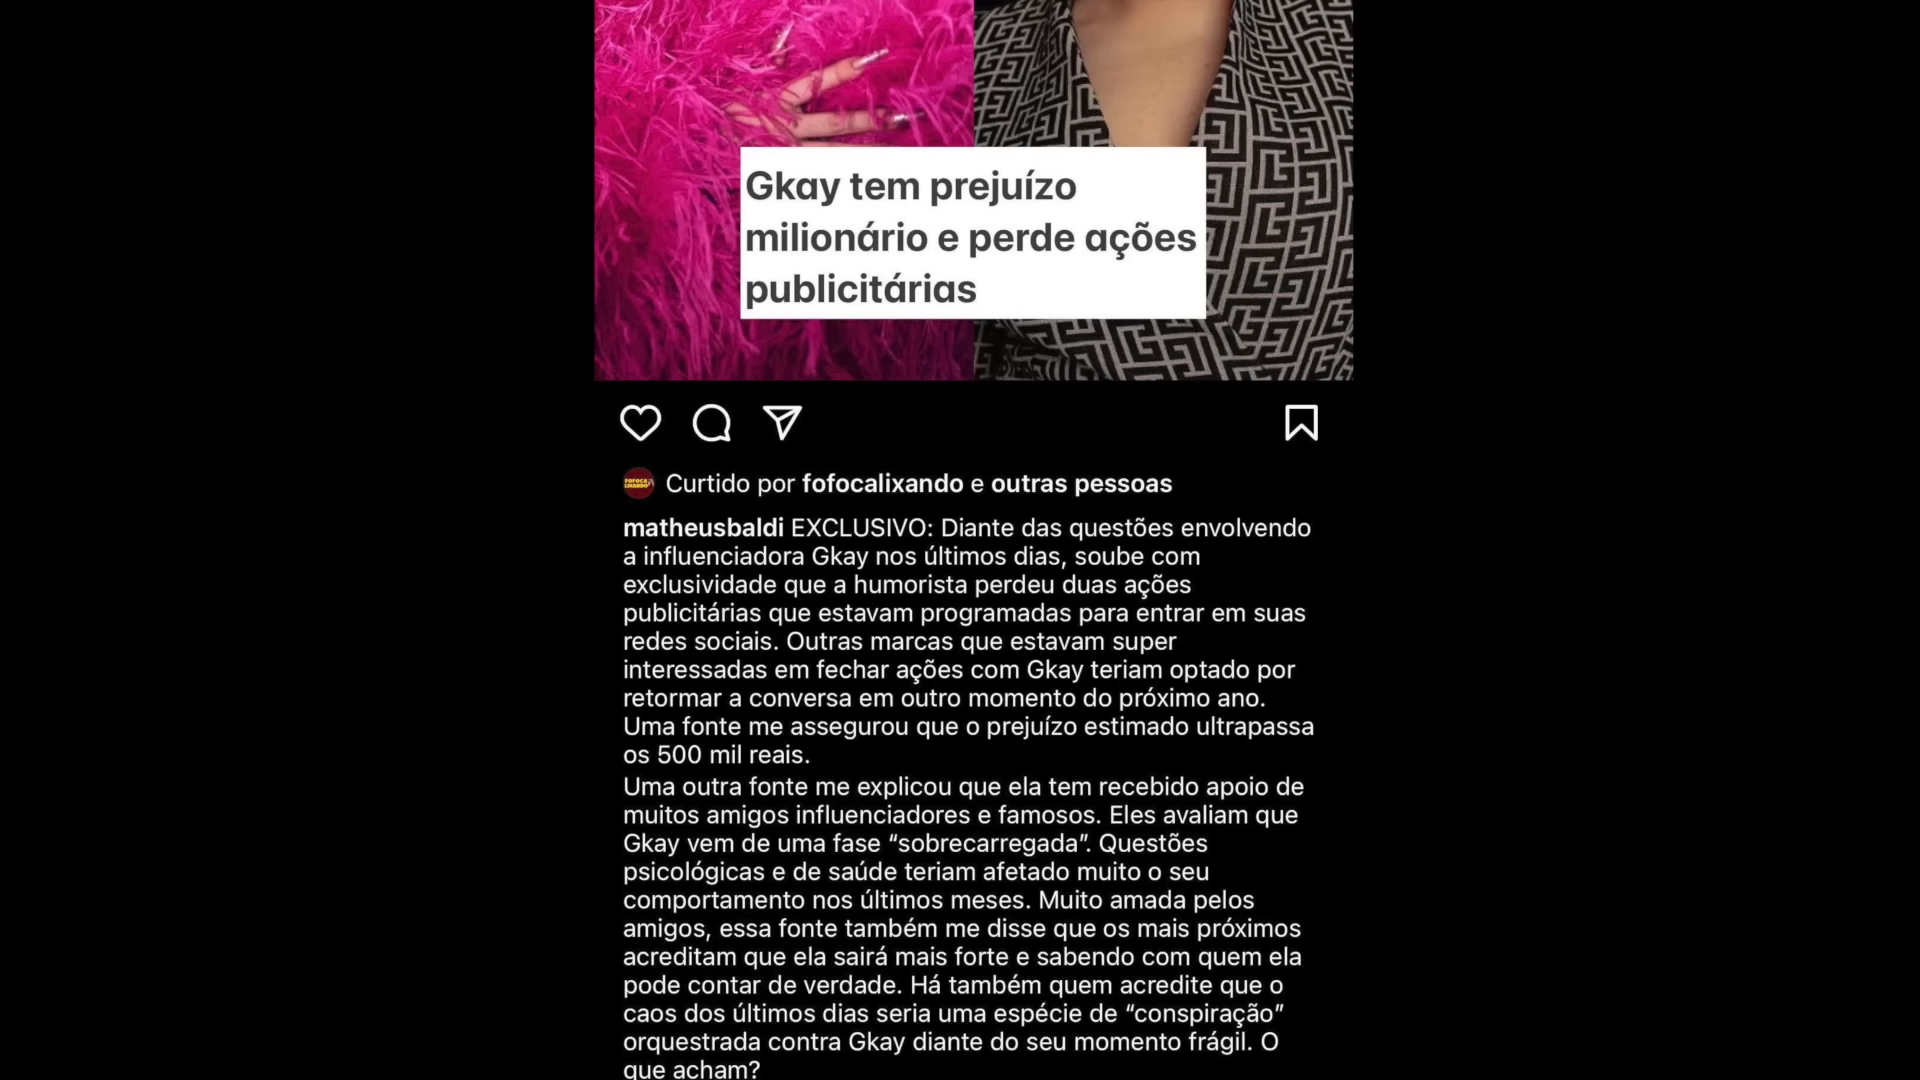 Gkay tem prejuízo
milionário e perde ações
publicitárias
FOFOCA
LIXANDO
Curtido por fofocalixando e outras pessoas
matheusbaldi EXCLUSIVO: Diante das questões envolvendo
a influenciadora Gkay nos últimos dias, soube com
exclusividade que a humorista perdeu duas ações
publicitárias que estavam programadas para entrar em suas
redes sociais. Outras marcas que estavam super
interessadas em fechar ações com Gkay teriam optado por
retormar a conversa em outro momento do próximo ano.
Uma fonte me assegurou que o prejuízo estimado ultrapassa
os 500 mil reais.
Uma outra fonte me explicou que ela tem recebido apoio de
muitos amigos influenciadores e famosos. Eles avaliam que
Gkay vem de uma fase “sobrecarregada”. Questões
psicológicas e de saúde teriam afetado muito o seu
comportamento nos últimos meses. Muito amada pelos
amigos, essa fonte também me disse que os mais próximos
acreditam que ela sairá mais forte e sabendo com quem ela
pode contar de verdade. Há também quem acredite que o
caos dos últimos dias seria uma espécie de “conspiração”
orquestrada contra Gkay diante do seu momento frágil. O
que acham?